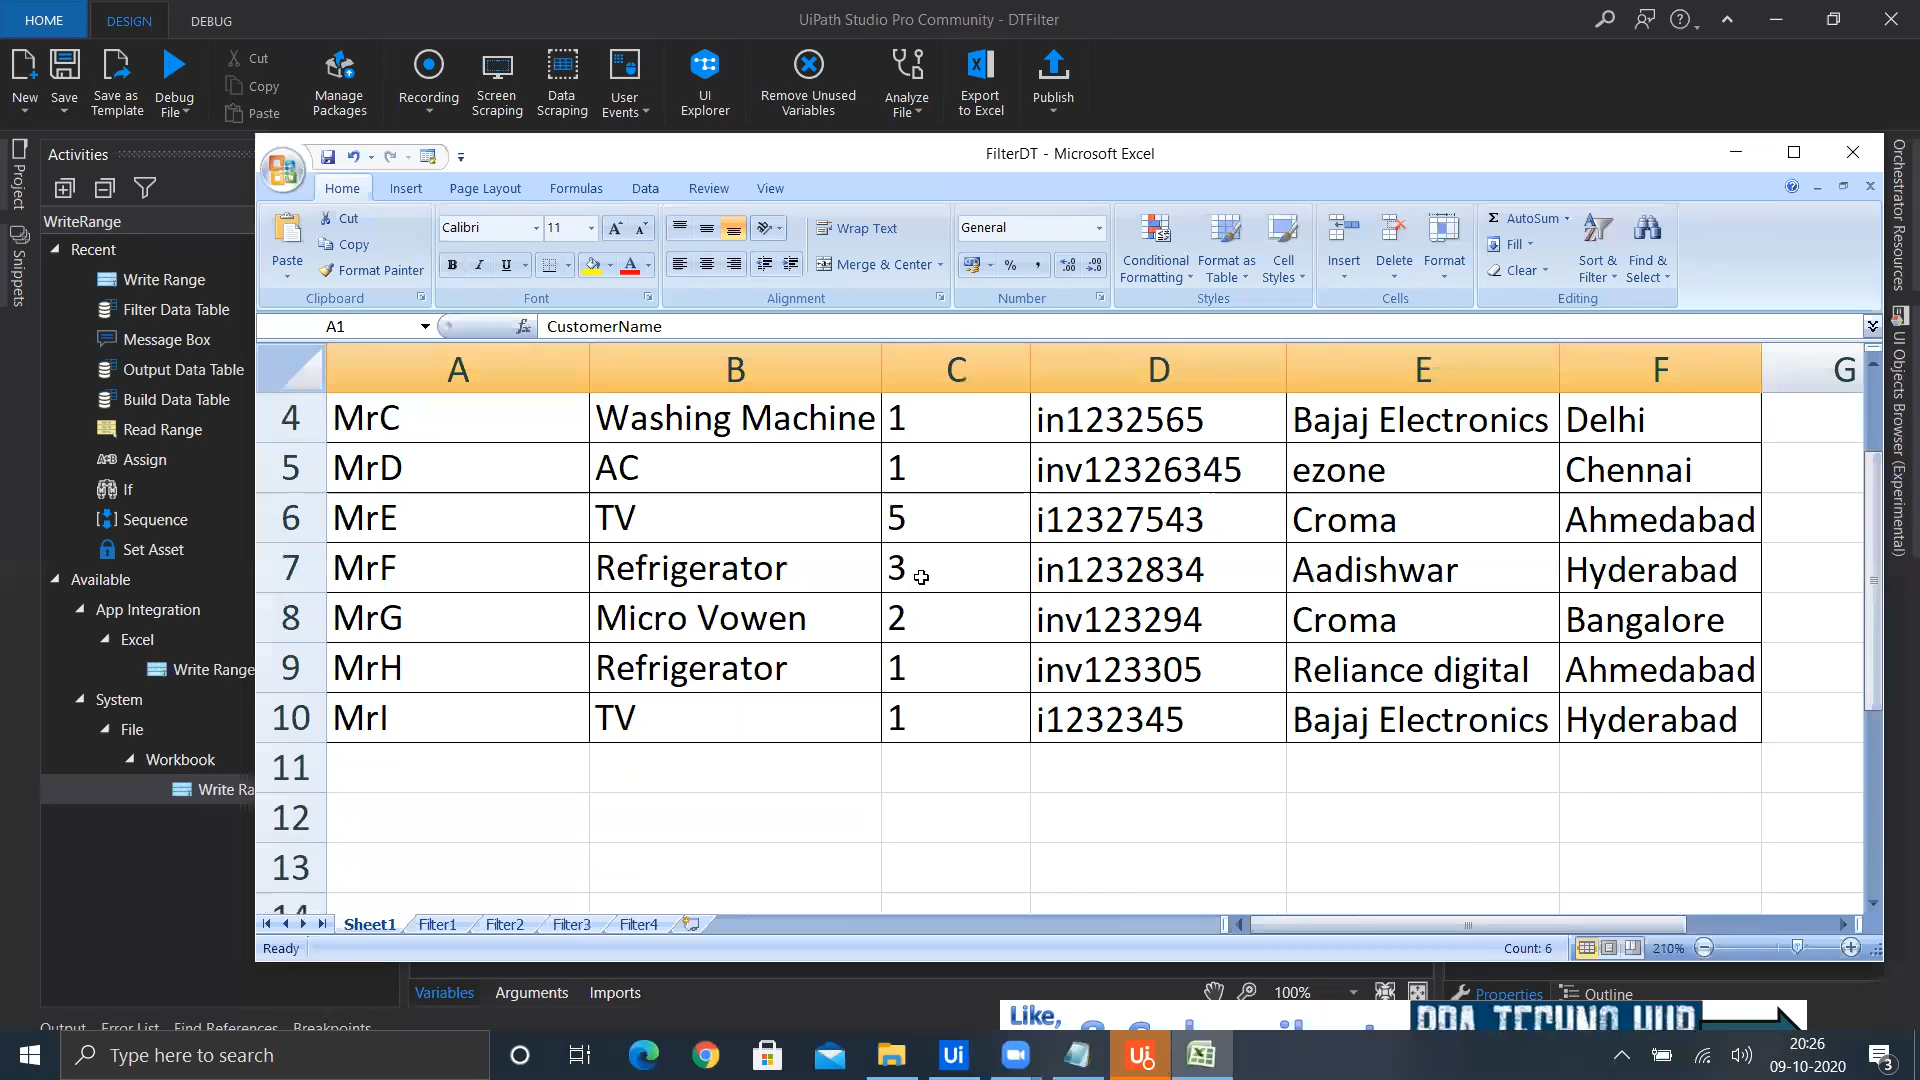 HOME
DESIGN
DEBUG
UiPath Studio Pro Community - DTFilter
New
Save
Save as Template
Debug File
Cut
Copy
Paste
Manage Packages
Recording
Screen Scraping
Data Scraping
User Events
UI Explorer
Remove Unused Variables
Analyze File
Export to Excel
Publish
Project
Snippets
Activities
WriteRange
Recent
Write Range
Filter Data Table
Message Box
Output Data Table
Build Data Table
Read Range
Assign
If
Sequence
Set Asset
Available
App Integration
Excel
Write Range
System
File
Workbook
Write Ra
FilterDT - Microsoft Excel
Home Insert Page Layout Formulas Data Review View
Paste
Cut
Copy
Format Painter
Clipboard
Calibri 11
B I U
Font
Wrap Text
Merge & Center
Alignment
General
Number
Conditional Formatting
Format as Table
Cell Styles
Styles
Insert
Delete
Format
Cells
AutoSum
Fill
Clear
Sort & Filter
Find & Select
Editing
A1 fx CustomerName
A B C D E F G
4 MrC Washing Machine 1 in1232565 Bajaj Electronics Delhi
5 MrD AC 1 inv12326345 ezone Chennai
6 MrE TV 5 i12327543 Croma Ahmedabad
7 MrF Refrigerator 3 in1232834 Aadishwar Hyderabad
8 MrG Micro Vowen 2 inv123294 Croma Bangalore
9 MrH Refrigerator 1 inv123305 Reliance digital Ahmedabad
10 MrI TV 1 i1232345 Bajaj Electronics Hyderabad
11
12
13
14
Sheet1 Filter1 Filter2 Filter3 Filter4
Ready
Count: 6
210%
Orchestrator Resources
UI Objects Browser (Experimental)
Variables Arguments Imports
100%
Properties Outline
Output Error List Find References Breakpoints
Like,
Type here to search
20:26
09-10-2020
3